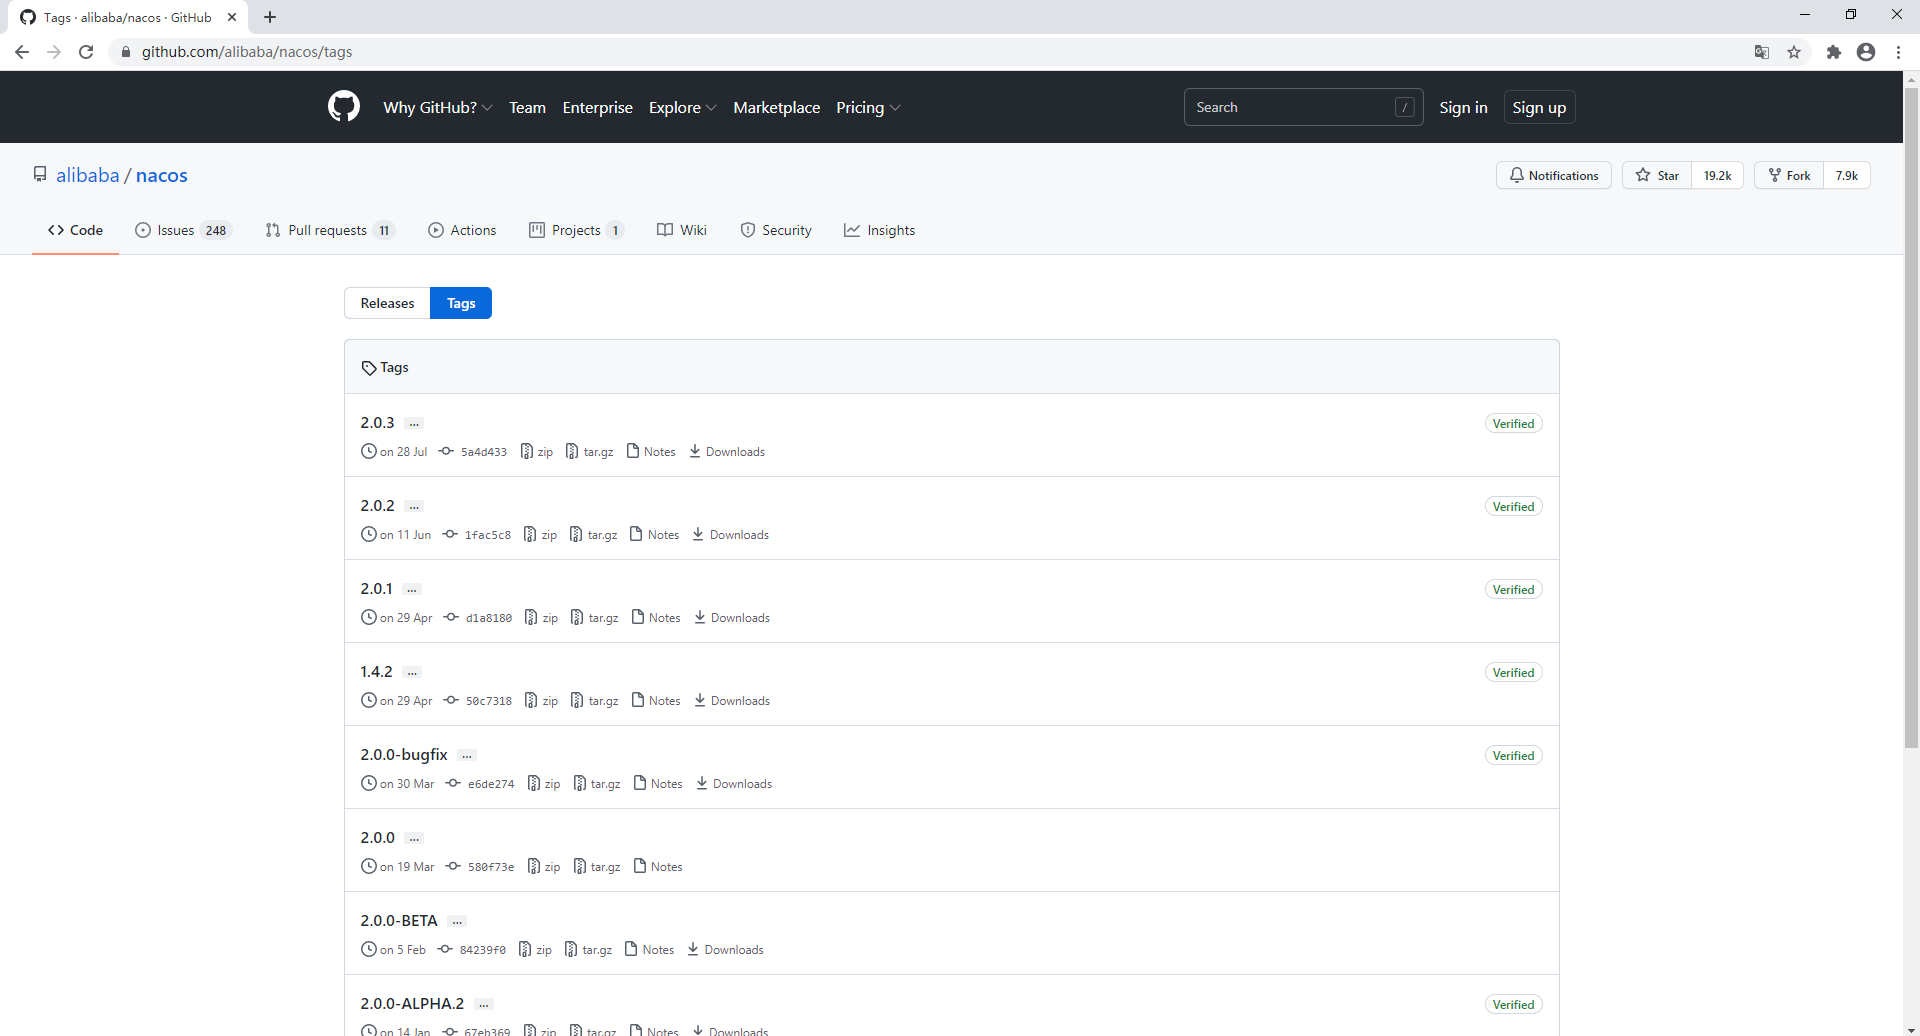 Tags · alibaba/nacos · GitHub
github.com/alibaba/nacos/tags
Why GitHub? Team Enterprise Explore Marketplace Pricing Search / Sign in Sign up
alibaba / nacos Notifications Star 19.2k Fork 7.9k
Code Issues 248 Pull requests 11 Actions Projects 1 Wiki Security Insights
Releases Tags
Tags
2.0.3 ... Verified
on 28 Jul 5a4d433 zip tar.gz Notes Downloads
2.0.2 ... Verified
on 11 Jun 1fac5c8 zip tar.gz Notes Downloads
2.0.1 ... Verified
on 29 Apr d1a8180 zip tar.gz Notes Downloads
1.4.2 ... Verified
on 29 Apr 50c7318 zip tar.gz Notes Downloads
2.0.0-bugfix ... Verified
on 30 Mar e6de274 zip tar.gz Notes Downloads
2.0.0 ...
on 19 Mar 580f73e zip tar.gz Notes
2.0.0-BETA ...
on 5 Feb 84239f0 zip tar.gz Notes Downloads
2.0.0-ALPHA.2 ... Verified
on 14 Jan 67eb369 zip tar.gz Notes Downloads